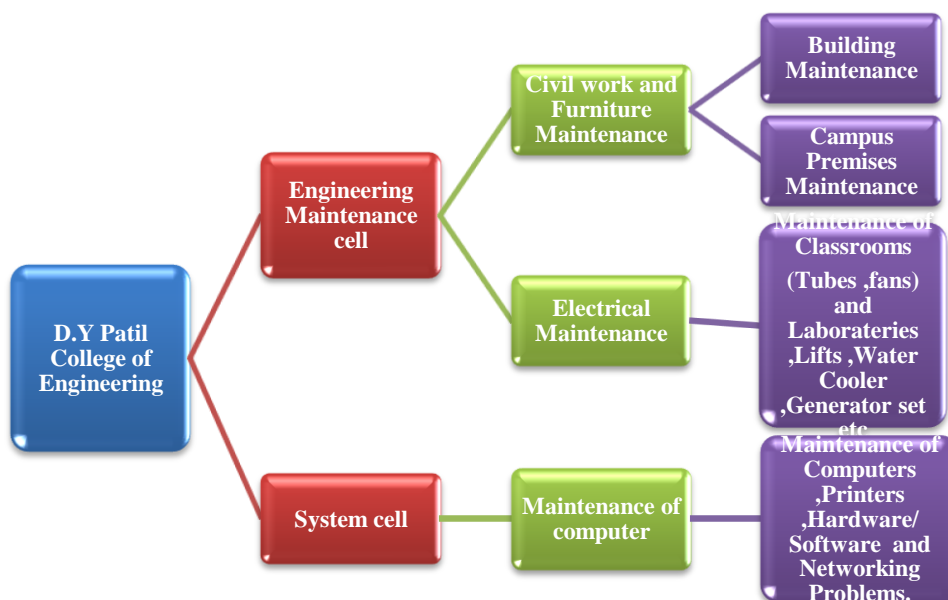 D.Y Patil
College of
Engineering
Engineering
Maintenance
cell
System cell
Civil work and
Furniture
Maintenance
Electrical
Maintenance
Maintenance of
computer
Building
Maintenance
Campus
Premises
Maintenance
Maintenance of
Classrooms
(Tubes ,fans)
and
Laborateries
,Lifts ,Water
Cooler
,Generator set
etc
Maintenance of
Computers
,Printers
,Hardware/
Software and
Networking
Problems.